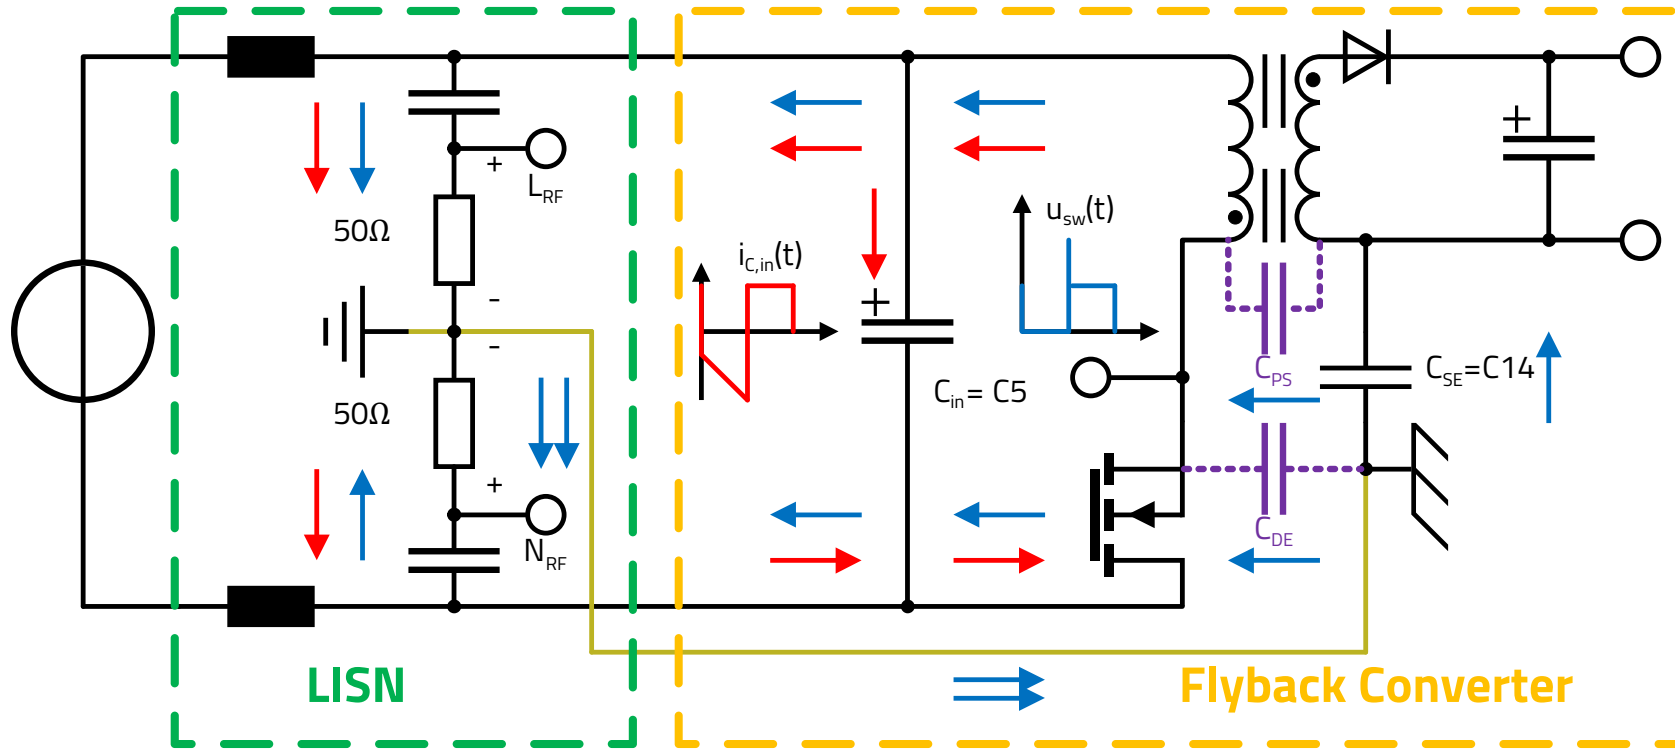 +
L_RF
50Ω
-
-
50Ω
+
N_RF
LISN
i_C,in(t)
+
C_in= C5
u_sw(t)
+
C_PS
C_SE=C14
C_DE
Flyback Converter